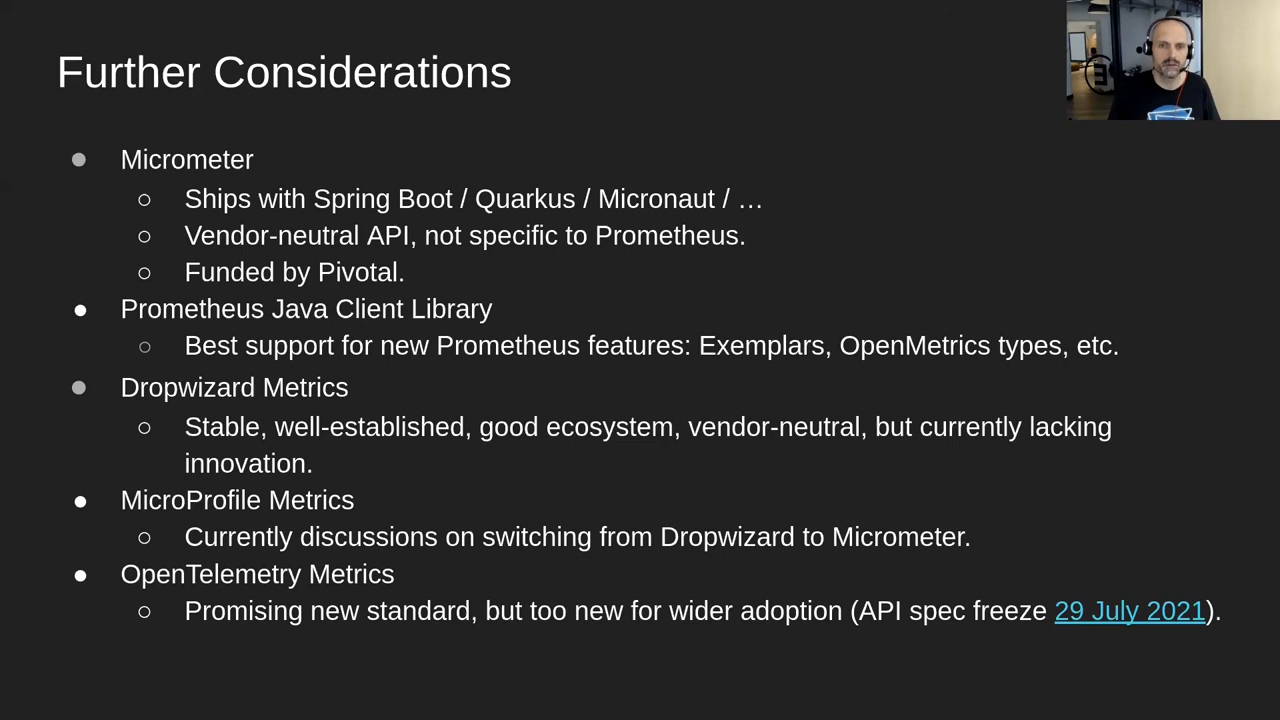 Further Considerations
● Micrometer
○ Ships with Spring Boot / Quarkus / Micronaut / …
○ Vendor-neutral API, not specific to Prometheus.
○ Funded by Pivotal.
● Prometheus Java Client Library
○ Best support for new Prometheus features: Exemplars, OpenMetrics types, etc.
● Dropwizard Metrics
○ Stable, well-established, good ecosystem, vendor-neutral, but currently lacking
innovation.
● MicroProfile Metrics
○ Currently discussions on switching from Dropwizard to Micrometer.
● OpenTelemetry Metrics
○ Promising new standard, but too new for wider adoption (API spec freeze 29 July 2021).